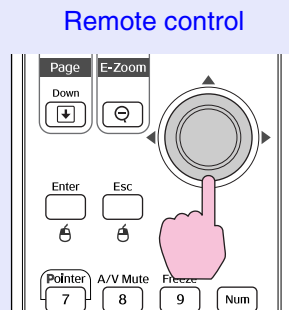 Remote control
Page E-Zoom
Down
Enter Esc
Pointer A/V Mute Freeze
7 8 9 Num